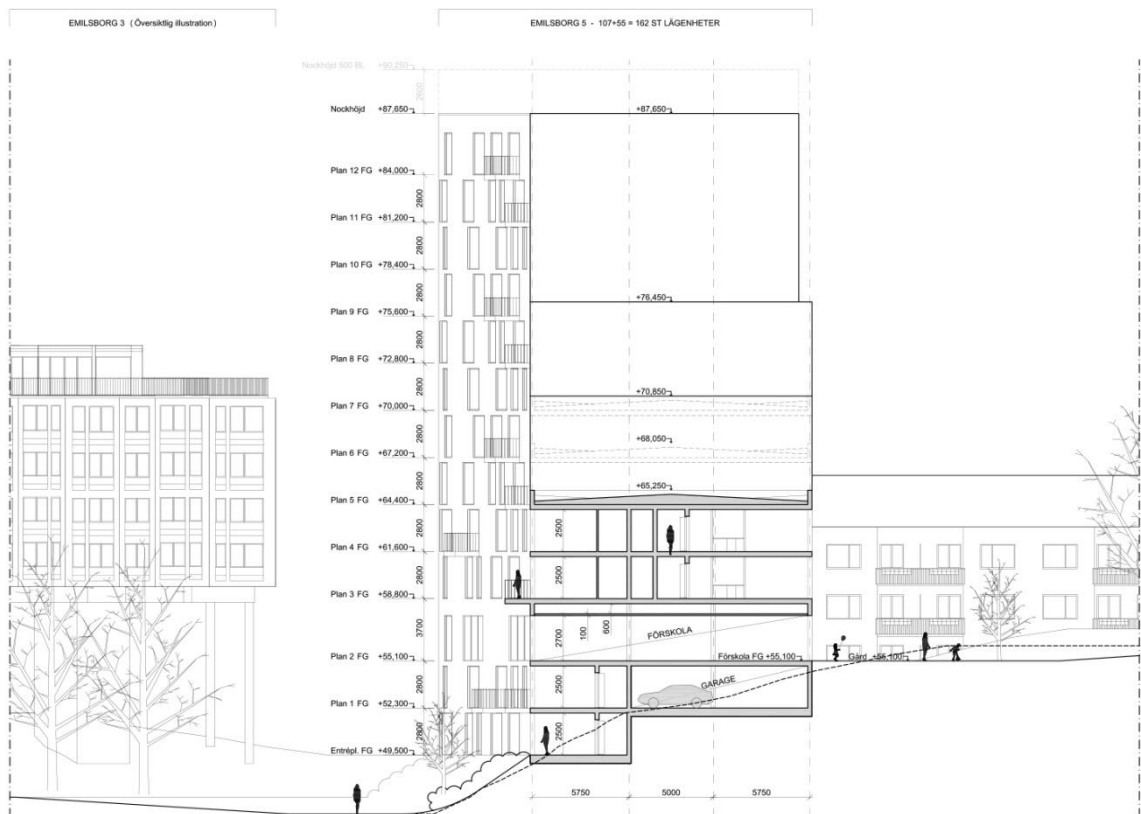 EMILSBORG 3 ( Översiktlig illustration )
EMILSBORG 5 - 107+55 = 162 ST LÄGENHETER
Nockhöjd 500 BL +90,250
2600
Nockhöjd +87,650
+87,650
Plan 12 FG +84,000
2800
Plan 11 FG +81,200
2800
Plan 10 FG +78,400
2800
+76,450
Plan 9 FG +75,600
2800
Plan 8 FG +72,800
2800
+70,850
Plan 7 FG +70,000
2800
+68,050
Plan 6 FG +67,200
2800
+65,250
Plan 5 FG +64,400
2800
2500
Plan 4 FG +61,600
2800
2500
Plan 3 FG +58,800
3700
2700
100
600
FÖRSKOLA
Plan 2 FG +55,100
Förskola FG +55,100
Gård +55,100
2800
2500
GARAGE
Plan 1 FG +52,300
2800
2500
Entrépl. FG +49,500
5750
5000
5750